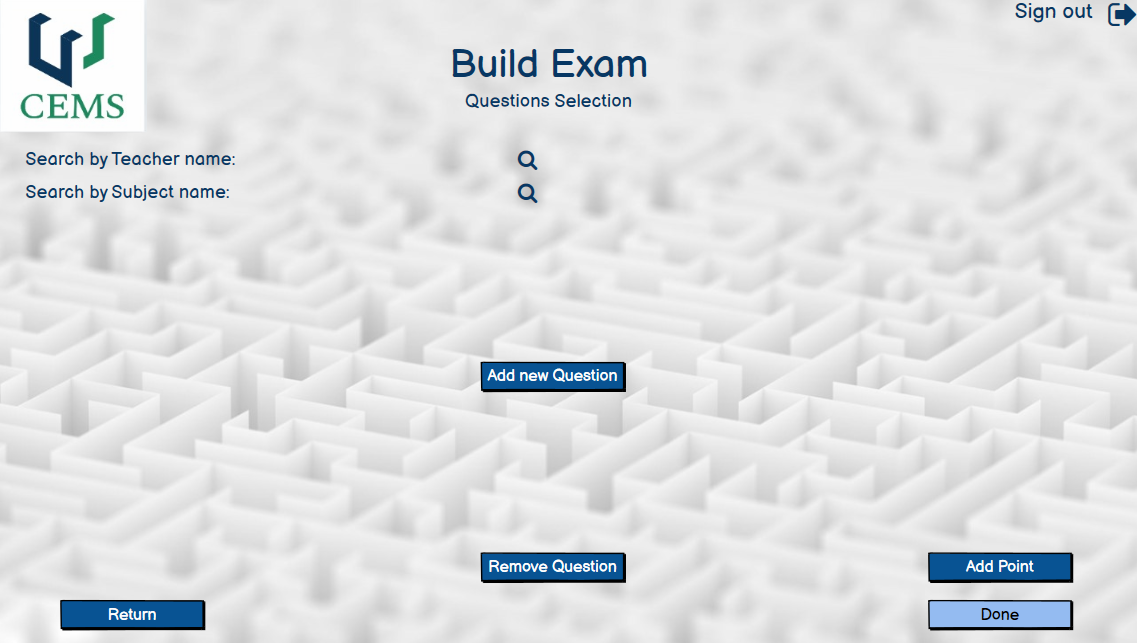 Sign out
CEMS
Build Exam
Questions Selection
Search by Teacher name:
Search by Subject name:
Add new Question
Remove Question
Add Point
Return
Done